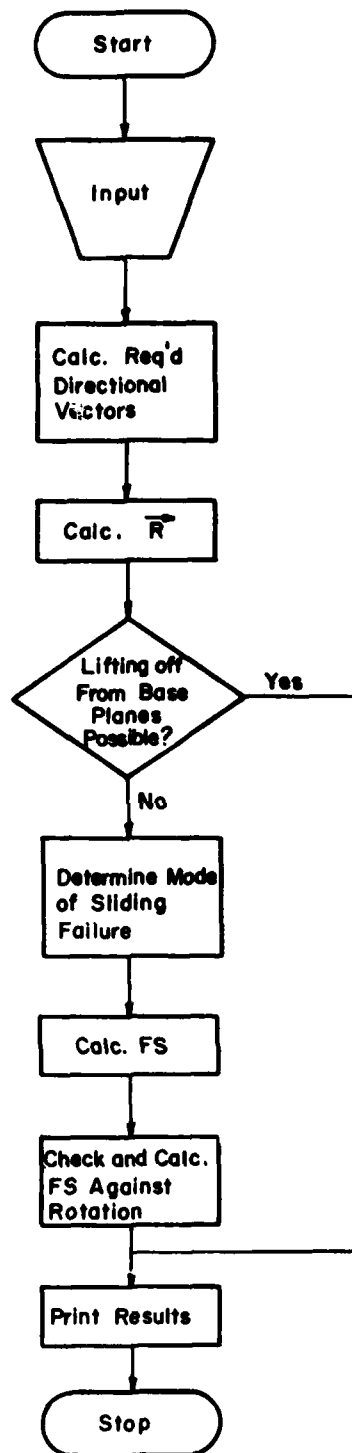 Start
Input
Calc. Req'd
Directional
Vectors
Calc. R
Lifting off
From Base
Planes
Possible?
Yes
No
Determine Mode
of Sliding
Failure
Calc. FS
Check and Calc.
FS Against
Rotation
Print Results
Stop